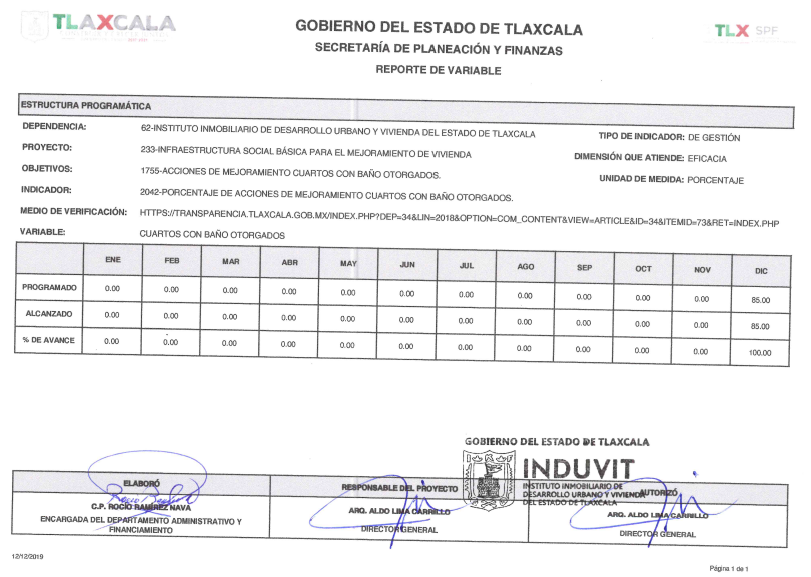 TLAXCALA
GOBIERNO DEL ESTADO DE TLAXCALA
TLX SPF
SECRETARÍA DE PLANEACIÓN Y FINANZAS
REPORTE DE VARIABLE
ESTRUCTURA PROGRAMÁTICA
DEPENDENCIA: 62-INSTITUTO INMOBILIARIO DE DESARROLLO URBANO Y VIVIENDA DEL ESTADO DE TLAXCALA TIPO DE INDICADOR: DE GESTIÓN
PROYECTO: 233-INFRAESTRUCTURA SOCIAL BÁSICA PARA EL MEJORAMIENTO DE VIVIENDA DIMENSIÓN QUE ATIENDE: EFICACIA
OBJETIVOS: 1755-ACCIONES DE MEJORAMIENTO CUARTOS CON BAÑO OTORGADOS. UNIDAD DE MEDIDA: PORCENTAJE
INDICADOR: 2042-PORCENTAJE DE ACCIONES DE MEJORAMIENTO CUARTOS CON BAÑO OTORGADOS.
MEDIO DE VERIFICACIÓN: HTTPS://TRANSPARENCIA.TLAXCALA.GOB.MX/INDEX.PHP?DEP=34&LIN=2018&OPTION=COM_CONTENT&VIEW=ARTICLE&ID=34&ITEMID=73&RET=INDEX.PHP
VARIABLE: CUARTOS CON BAÑO OTORGADOS
ENE FEB MAR ABR MAY JUN JUL AGO SEP OCT NOV DIC
PROGRAMADO 0.00 0.00 0.00 0.00 0.00 0.00 0.00 0.00 0.00 0.00 0.00 85.00
ALCANZADO 0.00 0.00 0.00 0.00 0.00 0.00 0.00 0.00 0.00 0.00 0.00 85.00
% DE AVANCE 0.00 0.00 0.00 0.00 0.00 0.00 0.00 0.00 0.00 0.00 0.00 100.00
GOBIERNO DEL ESTADO DE TLAXCALA
INDUVIT
INSTITUTO INMOBILIARIO DE
DESARROLLO URBANO Y VIVIENDA
DEL ESTADO DE TLAXCALA
ELABORÓ RESPONSABLE DEL PROYECTO AUTORIZÓ
C.P. ROCÍO RAMÍREZ NAVA ARQ. ALDO LIMA CARRILLO ARQ. ALDO LIMA CARRILLO
ENCARGADA DEL DEPARTAMENTO ADMINISTRATIVO Y
FINANCIAMIENTO
DIRECTOR GENERAL DIRECTOR GENERAL
12/12/2019
Página 1 de 1